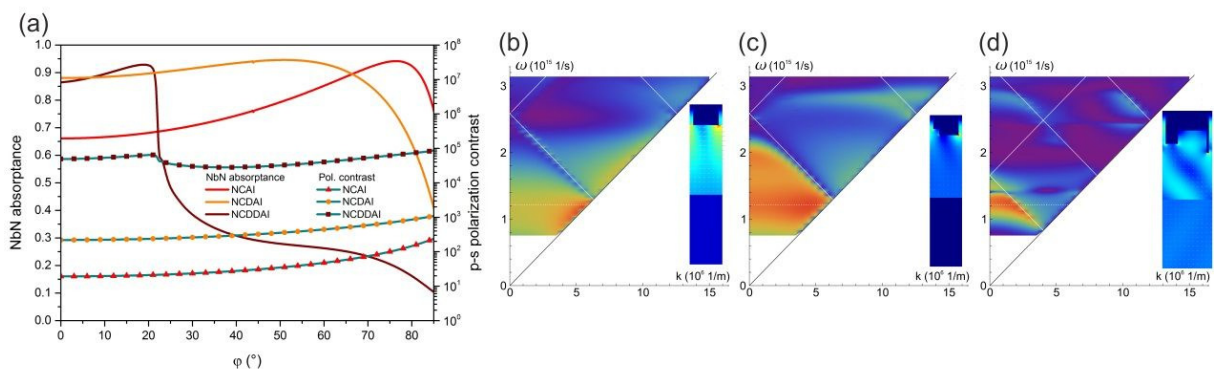 (a)
1.0
0.9
0.8
0.7
0.6
0.5
0.4
0.3
0.2
0.1
0.0
NbN absorptance
0 10 20 30 40 50 60 70 80
φ (°)
10⁸
10⁷
10⁶
10⁵
10⁴
10³
10²
10¹
10⁰
p-s polarization contrast
NbN absorptance Pol. contrast
NCAI NCAI
NCDAI NCDAI
NCDDAI NCDDAI
(b)
ω (10¹⁵ 1/s)
3
2
1
0
0 5 10 15
k (10⁶ 1/m)
(c)
ω (10¹⁵ 1/s)
3
2
1
0
0 5 10 15
k (10⁶ 1/m)
(d)
ω (10¹⁵ 1/s)
3
2
1
0
0 5 10 15
k (10⁶ 1/m)